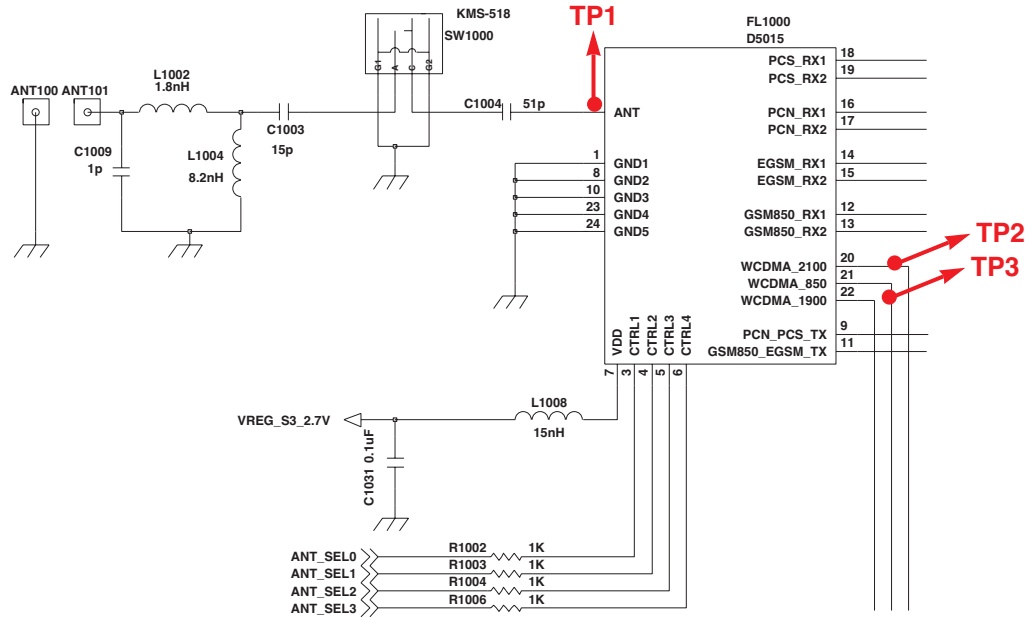 TP1
KMS-518
SW1000
G1
A
C
G2
FL1000
D5015
ANT100
ANT101
L1002
1.8nH
C1009
1p
L1004
8.2nH
C1003
15p
C1004
51p
ANT
1
GND1
8
GND2
10
GND3
23
GND4
24
GND5
PCS_RX1
18
PCS_RX2
19
PCN_RX1
16
PCN_RX2
17
EGSM_RX1
14
EGSM_RX2
15
GSM850_RX1
12
GSM850_RX2
13
WCDMA_2100
20
WCDMA_850
21
WCDMA_1900
22
TP2
TP3
PCN_PCS_TX
9
GSM850_EGSM_TX
11
VDD
CTRL1
CTRL2
CTRL3
CTRL4
7
3
4
5
6
VREG_S3_2.7V
L1008
15nH
C1031 0.1uF
ANT_SEL0
R1002
1K
ANT_SEL1
R1003
1K
ANT_SEL2
R1004
1K
ANT_SEL3
R1006
1K